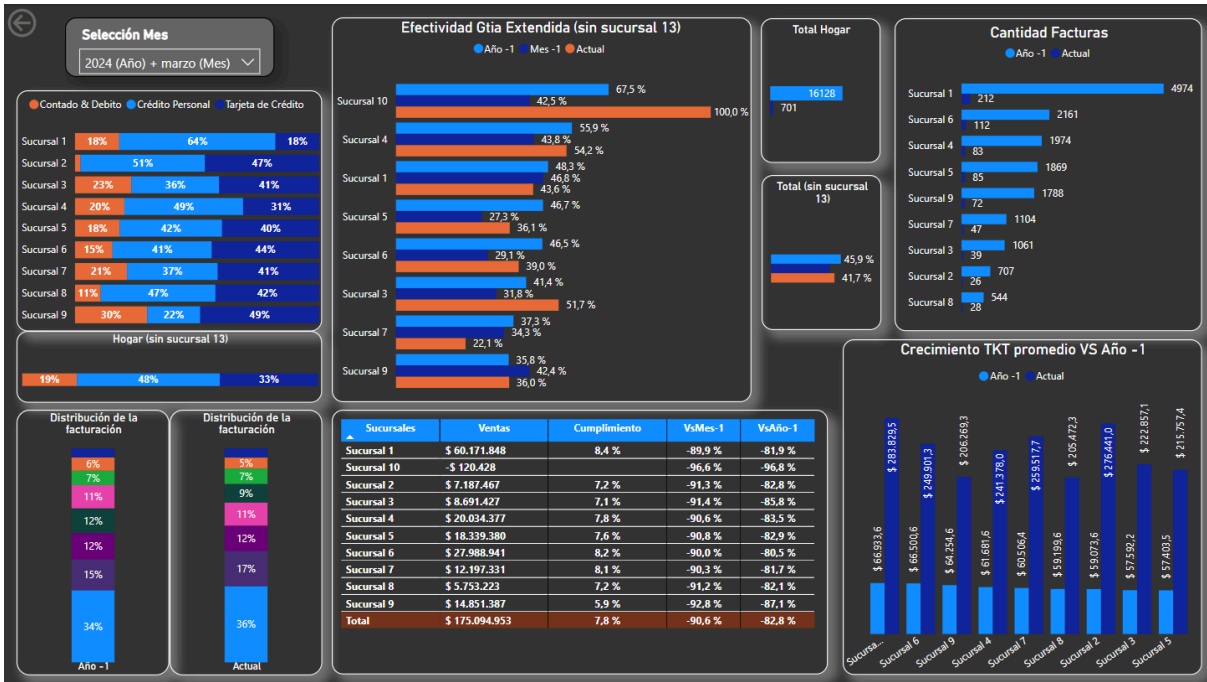 Selección Mes
2024 (Año) + marzo (Mes)
Contado & Debito Crédito Personal Tarjeta de Crédito
Sucursal 1 18% 64% 18%
Sucursal 2 51% 47%
Sucursal 3 23% 36% 41%
Sucursal 4 20% 49% 31%
Sucursal 5 18% 42% 40%
Sucursal 6 15% 41% 44%
Sucursal 7 21% 37% 41%
Sucursal 8 11% 47% 42%
Sucursal 9 30% 22% 49%
Hogar (sin sucursal 13)
19% 48% 33%
Distribución de la
facturación
6%
7%
11%
12%
12%
15%
34%
Año -1
Distribución de la
facturación
5%
7%
9%
11%
12%
17%
36%
Actual
Efectividad Gtia Extendida (sin sucursal 13)
Año -1 Mes -1 Actual
Sucursal 10
67,5 %
42,5 %
100,0 %
Sucursal 4
55,9 %
43,8 %
54,2 %
Sucursal 1
48,3 %
46,8 %
43,6 %
Sucursal 5
46,7 %
27,3 %
36,1 %
Sucursal 6
46,5 %
29,1 %
39,0 %
Sucursal 3
41,4 %
31,8 %
51,7 %
Sucursal 7
37,3 %
34,3 %
22,1 %
Sucursal 9
35,8 %
42,4 %
36,0 %
Total Hogar
16128
701
Total (sin sucursal
13)
45,9 %
41,7 %
Cantidad Facturas
Año -1 Actual
Sucursal 1
4974
212
Sucursal 6
2161
112
Sucursal 4
1974
83
Sucursal 5
1869
85
Sucursal 9
1788
72
Sucursal 7
1104
47
Sucursal 3
1061
39
Sucursal 2
707
26
Sucursal 8
544
28
Sucursales Ventas Cumplimiento VsMes-1 VsAño-1
Sucursal 1 $ 60.171.848 8,4 % -89,9 % -81,9 %
Sucursal 10 -$ 120.428 -96,6 % -96,8 %
Sucursal 2 $ 7.187.467 7,2 % -91,3 % -82,8 %
Sucursal 3 $ 8.691.427 7,1 % -91,4 % -85,8 %
Sucursal 4 $ 20.034.377 7,8 % -90,6 % -83,5 %
Sucursal 5 $ 18.339.380 7,6 % -90,8 % -82,9 %
Sucursal 6 $ 27.988.941 8,2 % -90,0 % -80,5 %
Sucursal 7 $ 12.197.331 8,1 % -90,3 % -81,7 %
Sucursal 8 $ 5.753.223 7,2 % -91,2 % -82,1 %
Sucursal 9 $ 14.851.387 5,9 % -92,8 % -87,1 %
Total $ 175.094.953 7,8 % -90,6 % -82,8 %
Crecimiento TKT promedio VS Año -1
Año -1 Actual
$ 66.933,6
$ 283.829,5
$ 66.500,6
$ 249.901,3
$ 64.254,6
$ 206.269,3
$ 61.681,6
$ 241.378,0
$ 60.506,4
$ 259.517,7
$ 59.199,6
$ 205.472,3
$ 59.073,6
$ 276.441,0
$ 57.592,2
$ 222.857,1
$ 57.403,5
$ 215.757,4
Sucursa...
Sucursal 6
Sucursal 9
Sucursal 4
Sucursal 7
Sucursal 8
Sucursal 2
Sucursal 3
Sucursal 5